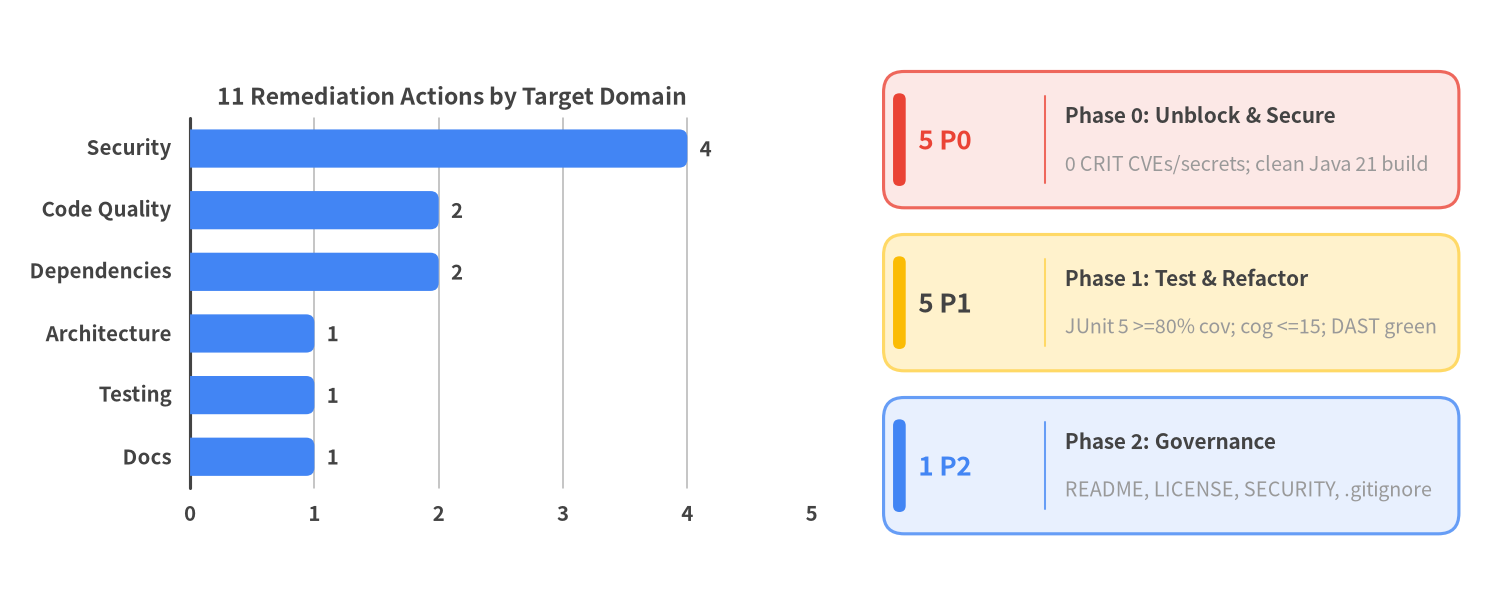 11 Remediation Actions by Target Domain
Security
4
Code Quality
2
Dependencies
2
Architecture
1
Testing
1
Docs
1
0 1 2 3 4 5
5 P0
Phase 0: Unblock & Secure
0 CRIT CVEs/secrets; clean Java 21 build
5 P1
Phase 1: Test & Refactor
JUnit 5 >=80% cov; cog <=15; DAST green
1 P2
Phase 2: Governance
README, LICENSE, SECURITY, .gitignore